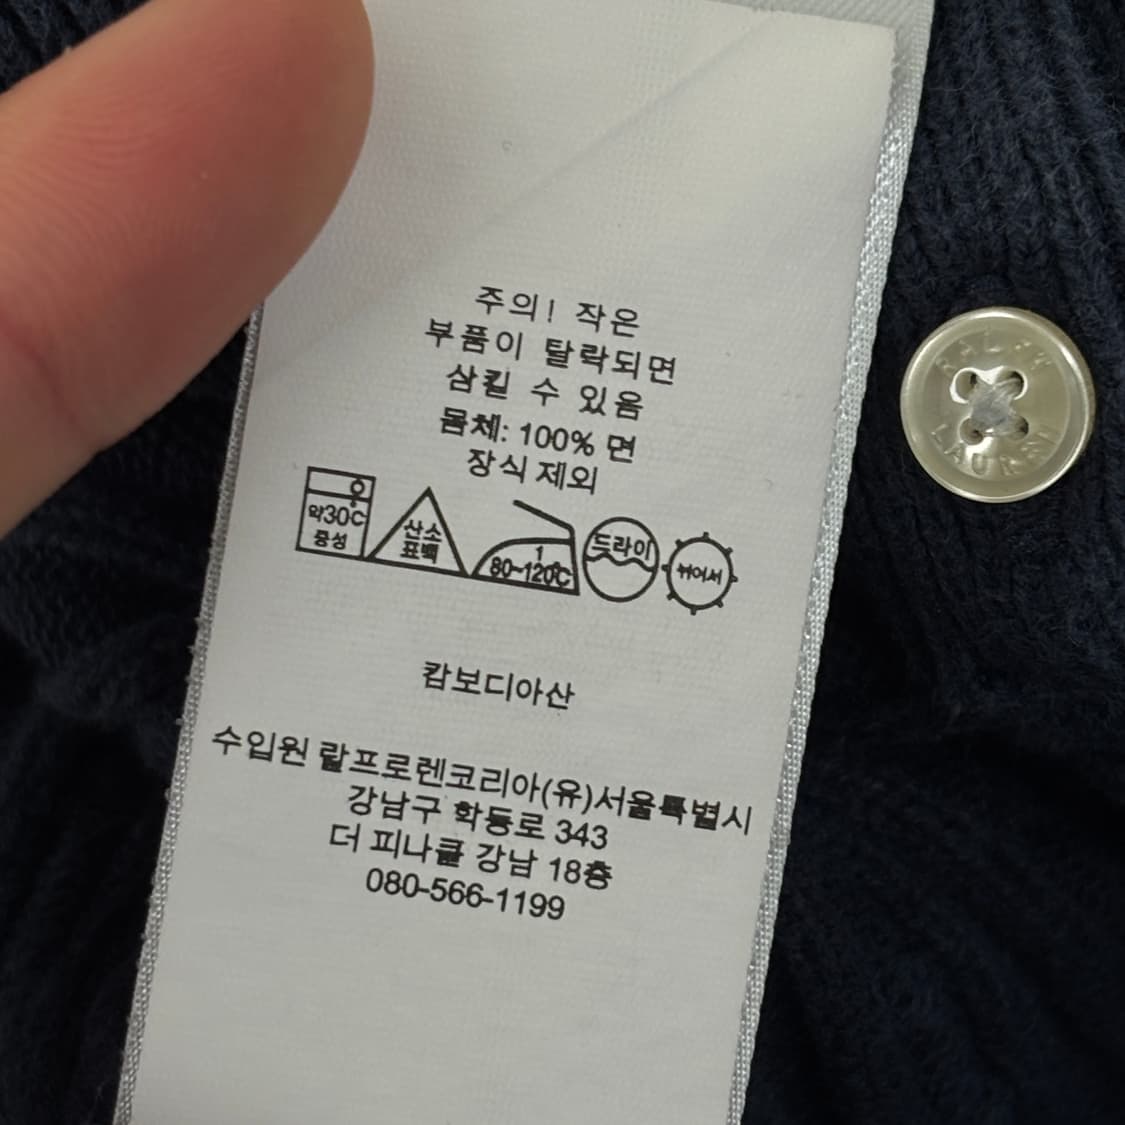 주의! 작은
부품이 탈락되면
삼킬 수 있음
몸체: 100% 면
장식 제외
약30℃
중성
산소
표백
1
80~120℃
드라이
뉘어서
캄보디아산
수입원 랄프로렌코리아(유)서울특별시
강남구 학동로 343
더 피나클 강남 18층
080-566-1199
RALPH
LAUREN